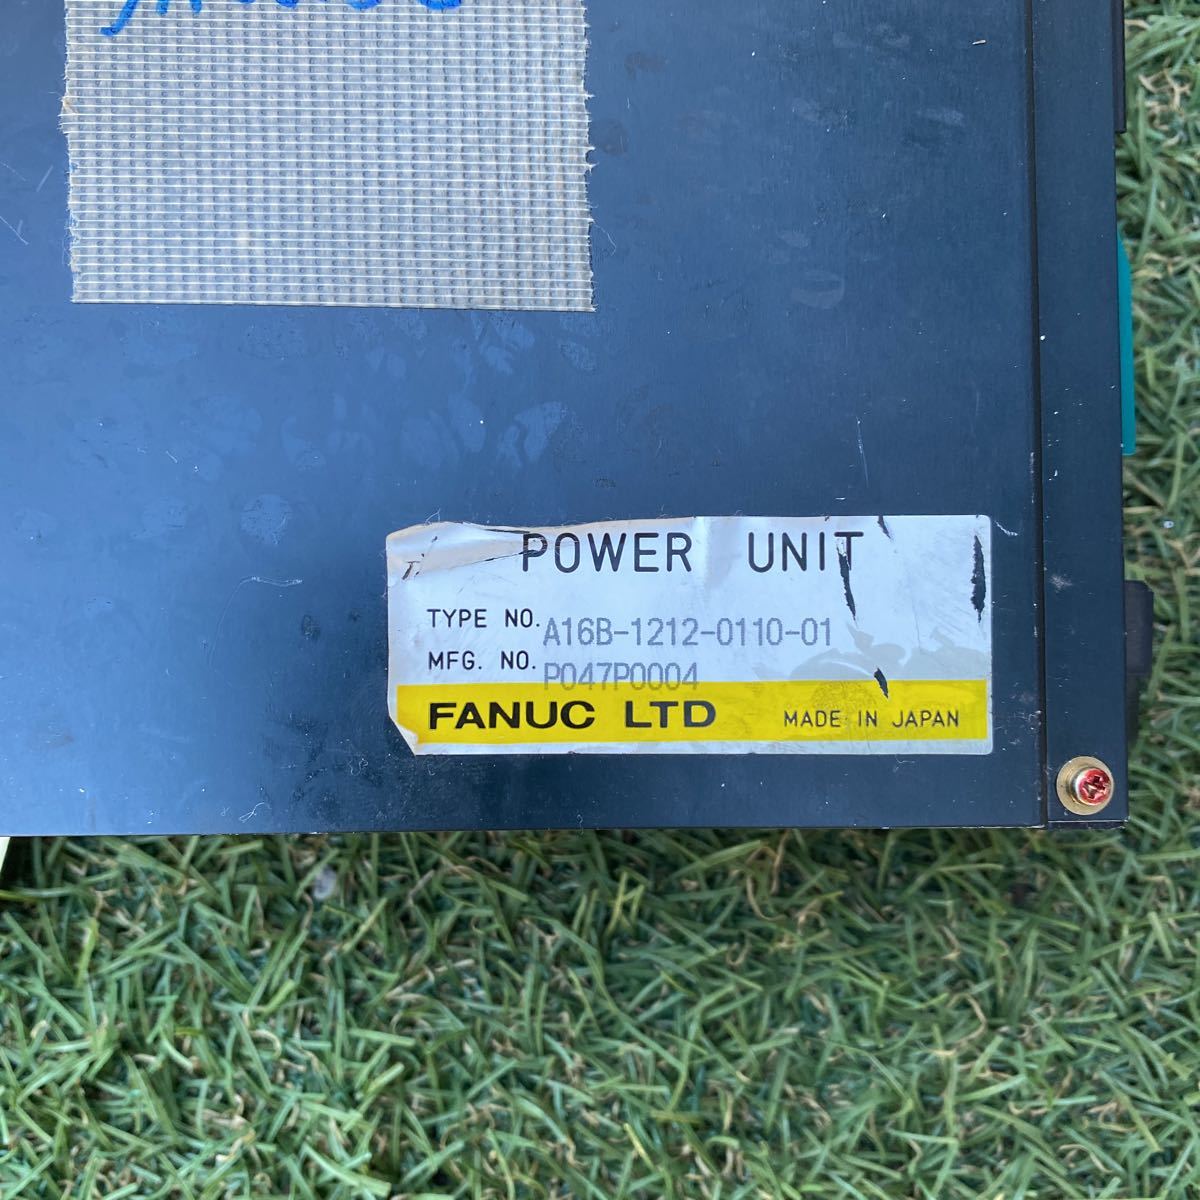 POWER UNIT
TYPE NO. A16B-1212-0110-01
MFG. NO. P047P0004
FANUC LTD MADE IN JAPAN